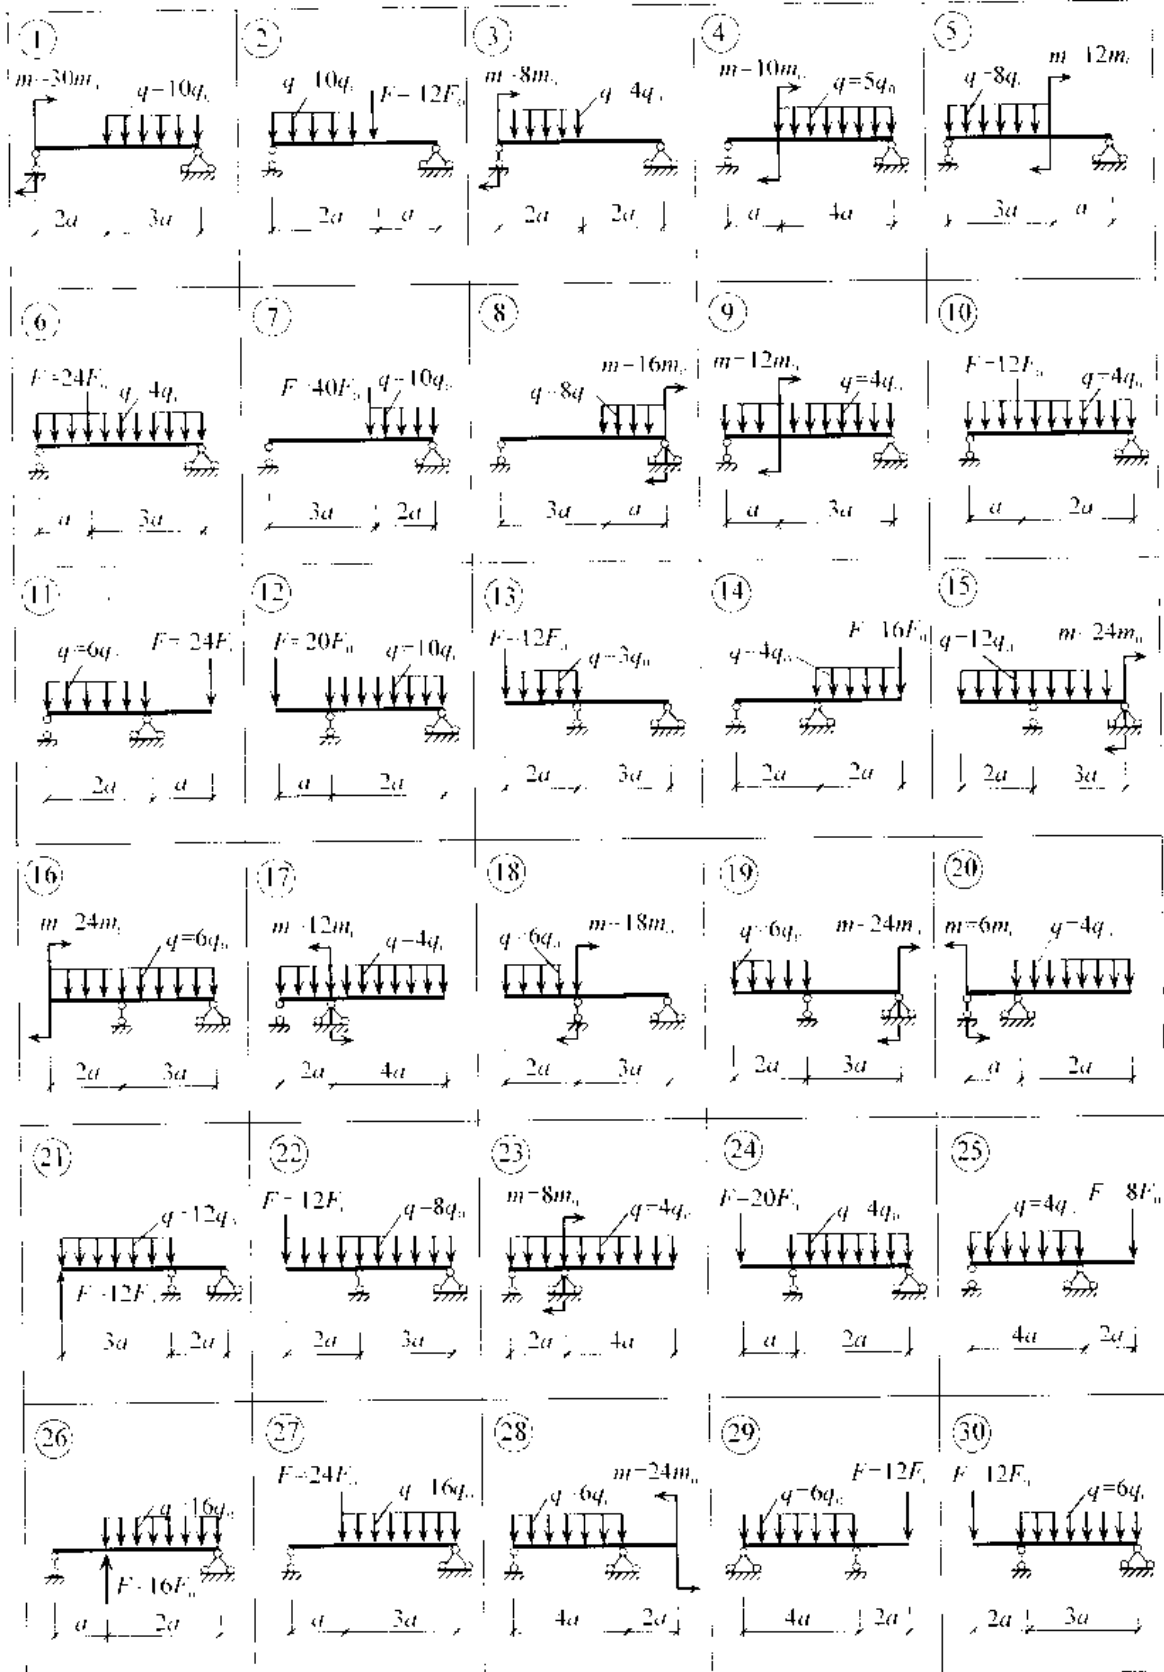 1 2 3 4 5
m=30m₀ q=10q₀ q=10q₀ F=12F₀ m=8m₀ q=4q₀ m=10m₀ q=5q₀ q=8q₀ m=12m₀
2a 3a 2a a 2a 2a a 4a 3a a
6 7 8 9 10
F=24F₀ q=4q₀ F=40F₀ q=10q₀ q=8q m=16m₀ m=12m₀ q=4q₀ F=12F₀ q=4q₀
a 3a 3a 2a 3a a a 3a a 2a
11 12 13 14 15
q=6q₀ F=24F₀ F=20F₀ q=10q₀ F=12F₀ q=3q₀ q=4q₀ F=16F₀ q=12q₀ m=24m₀
2a a a 2a 2a 3a 2a 2a 2a 3a
16 17 18 19 20
m=24m₀ q=6q₀ m=12m₀ q=4q₀ q=6q₀ m=18m₀ q=6q₀ m=24m₀ m=6m₀ q=4q₀
2a 3a 2a 4a 2a 3a 2a 3a a 2a
21 22 23 24 25
q=12q₀ F=12F₀ F=12F₀ q=8q₀ m=8m₀ q=4q₀ F=20F₀ q=4q₀ q=4q₀ F=8F₀
3a 2a 2a 3a 2a 4a a 2a 4a 2a
26 27 28 29 30
q=16q₀ F=16F₀ F=24F₀ q=16q₀ q=6q₀ m=24m₀ q=6q₀ F=12F₀ F=12F₀ q=6q₀
a 2a a 3a 4a 2a 4a 2a 2a 3a